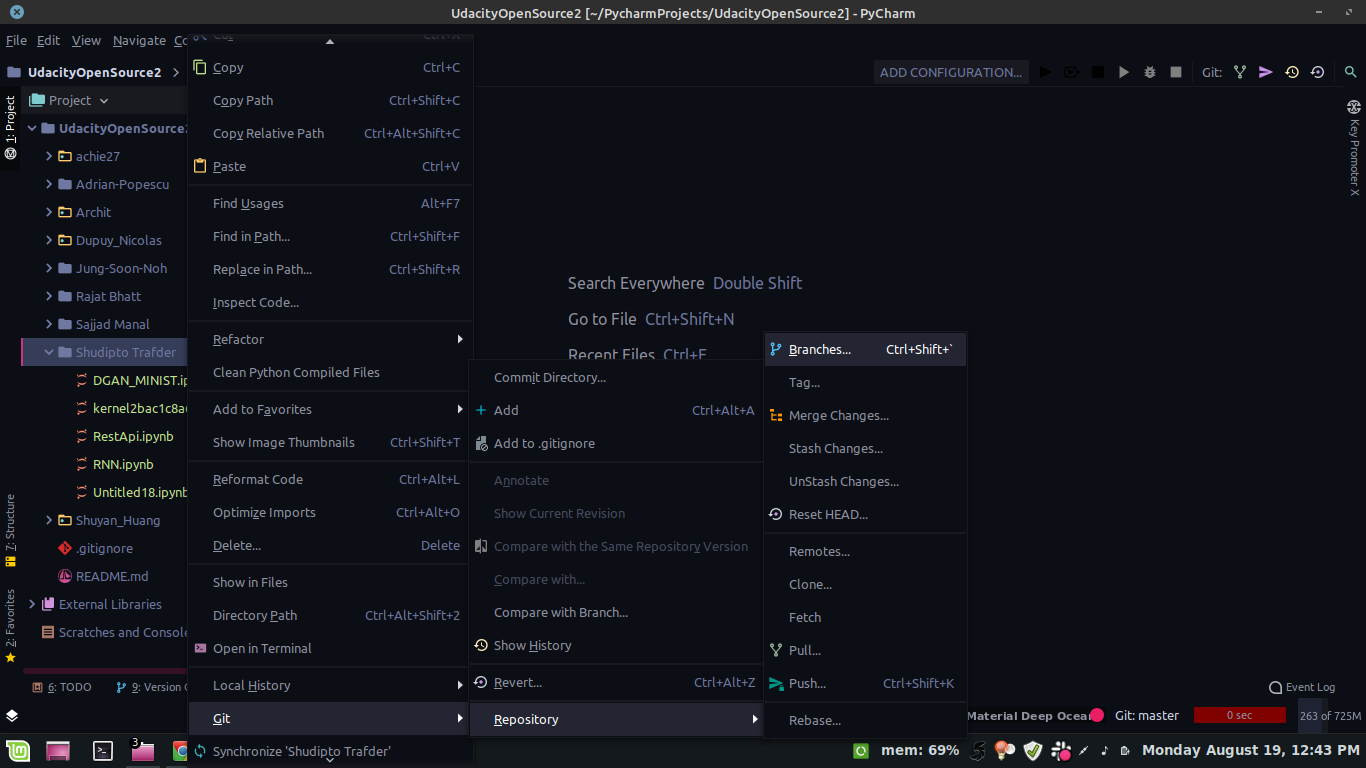 UdacityOpenSource2 [~/PycharmProjects/UdacityOpenSource2] - PyCharm
File Edit View Navigate Co
UdacityOpenSource2
ADD CONFIGURATION...
Git:
1: Project
7: Structure
2: Favorites
Project
UdacityOpenSource2
achie27
Adrian-Popescu
Archit
Dupuy_Nicolas
Jung-Soon-Noh
Rajat Bhatt
Sajjad Manal
Shudipto Trafder
DGAN_MINIST.ip
kernel2bac1c8a
RestApi.ipynb
RNN.ipynb
Untitled18.ipynb
Shuyan_Huang
.gitignore
README.md
External Libraries
Scratches and Console
Cut Ctrl+X
Copy Ctrl+C
Copy Path Ctrl+Shift+C
Copy Relative Path Ctrl+Alt+Shift+C
Paste Ctrl+V
Find Usages Alt+F7
Find in Path... Ctrl+Shift+F
Replace in Path... Ctrl+Shift+R
Inspect Code...
Refactor
Clean Python Compiled Files
Add to Favorites
Show Image Thumbnails Ctrl+Shift+T
Reformat Code Ctrl+Alt+L
Optimize Imports Ctrl+Alt+O
Delete... Delete
Show in Files
Directory Path Ctrl+Alt+Shift+2
Open in Terminal
Local History
Git
Synchronize 'Shudipto Trafder'
Commit Directory...
Add Ctrl+Alt+A
Add to .gitignore
Annotate
Show Current Revision
Compare with the Same Repository Version
Compare with...
Compare with Branch...
Show History
Revert... Ctrl+Alt+Z
Repository
Branches... Ctrl+Shift+`
Tag...
Merge Changes...
Stash Changes...
UnStash Changes...
Reset HEAD...
Remotes...
Clone...
Fetch
Pull...
Push... Ctrl+Shift+K
Rebase...
Search Everywhere Double Shift
Go to File Ctrl+Shift+N
Recent Files Ctrl+E
Key Promoter X
6: TODO
9: Version C
Event Log
Material Deep Ocean
Git: master
0 sec
263 of 725M
3
mem: 69%
Monday August 19, 12:43 PM